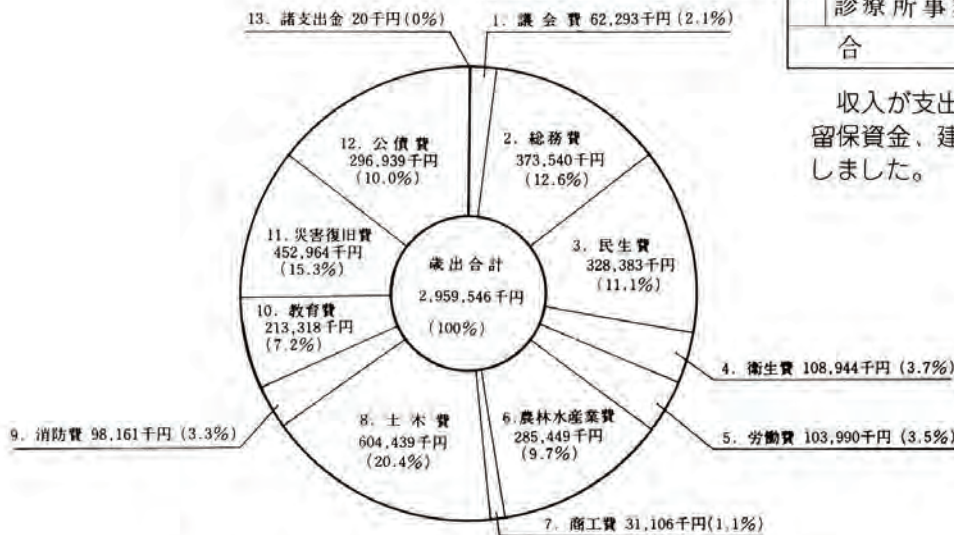 13. 諸支出金 20千円(0%)
1. 議会費 62,293千円(2.1%)
2. 総務費
373,540千円
(12.6%)
3. 民生費
328,383千円
(11.1%)
4. 衛生費 108,944千円(3.7%)
5. 労働費 103,990千円(3.5%)
6.農林水産業費
285,449千円
(9.7%)
7. 商工費 31,106千円(1.1%)
8. 土木費
604,439千円
(20.4%)
9. 消防費 98,161千円(3.3%)
10. 教育費
213,318千円
(7.2%)
11. 災害復旧費
452,964千円
(15.3%)
12. 公債費
296,939千円
(10.0%)
歳出合計
2,959,546千円
(100%)
診療所事
合
収入が支出
留保資金、建
しました。